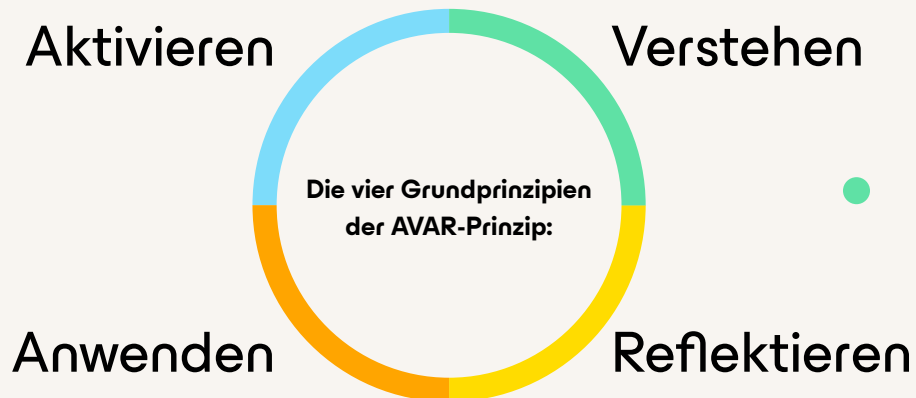 Aktivieren
Verstehen
Die vier Grundprinzipien
der AVAR-Prinzip:
Anwenden
Reflektieren